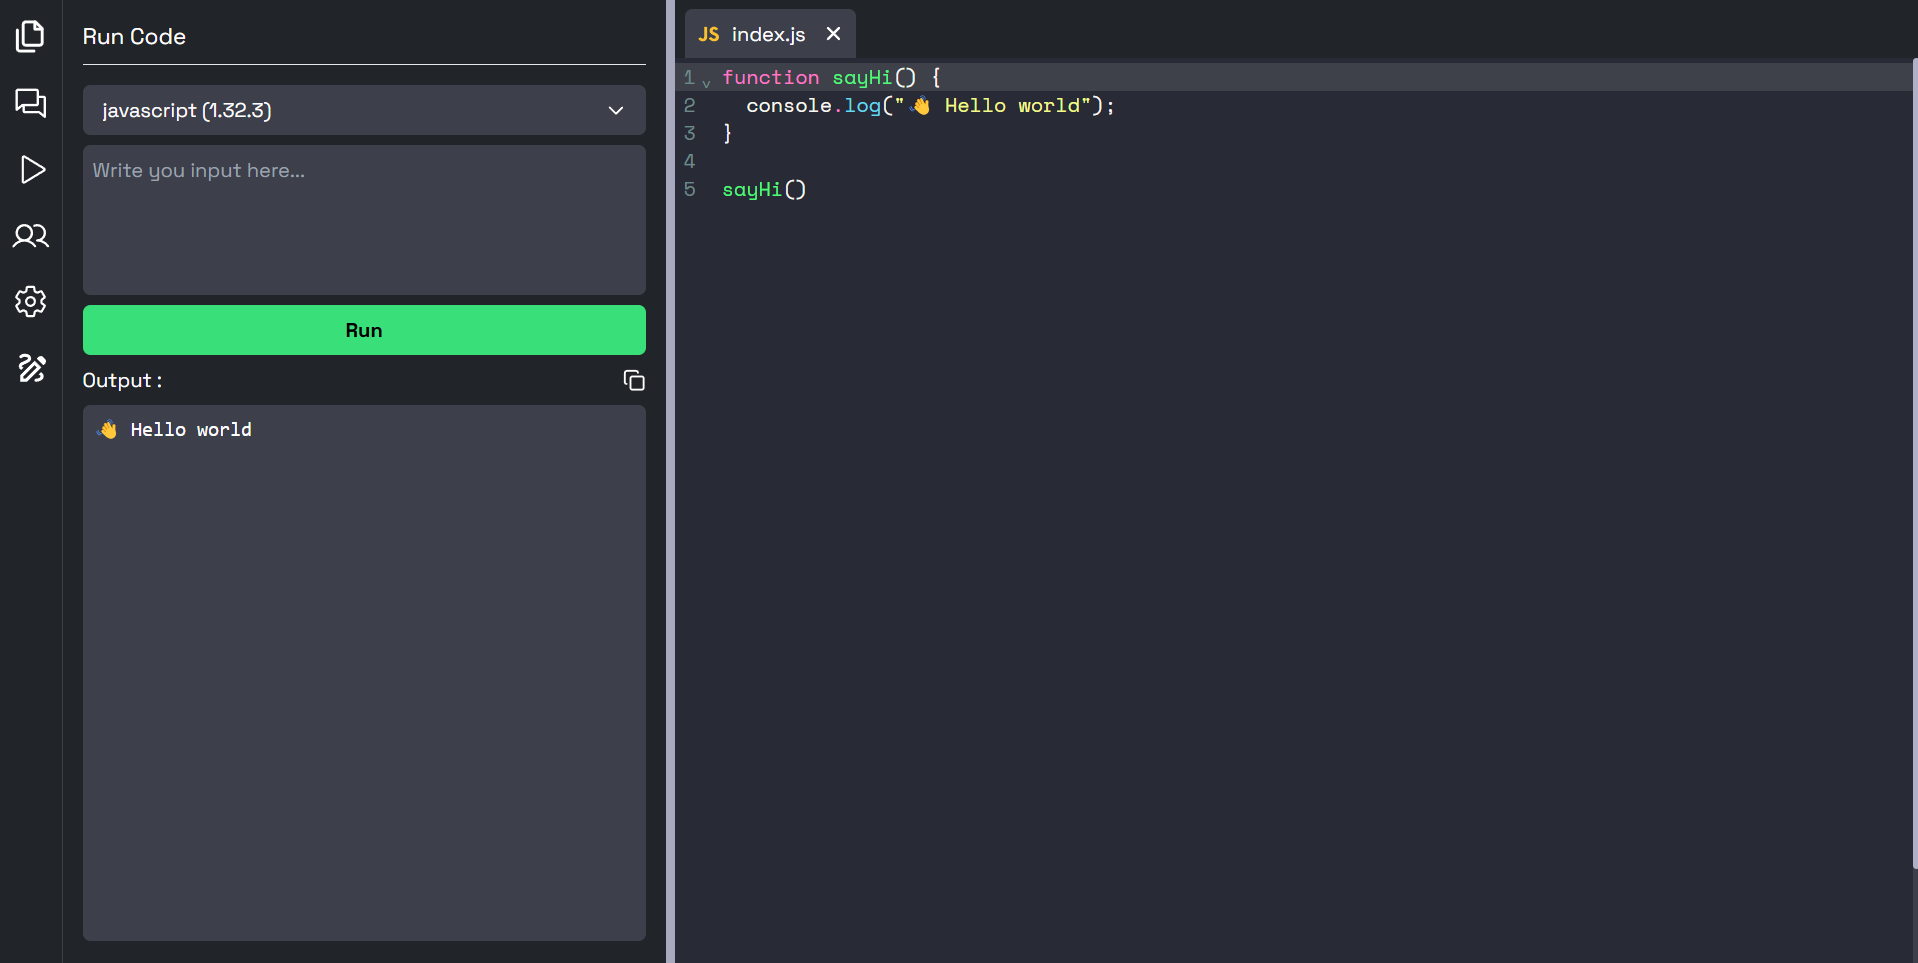 Run Code
javascript (1.32.3)
Write you input here...
Run
Output :
👋 Hello world
JS index.js
1 function sayHi() {
2 console.log("👋 Hello world");
3 }
4
5 sayHi()